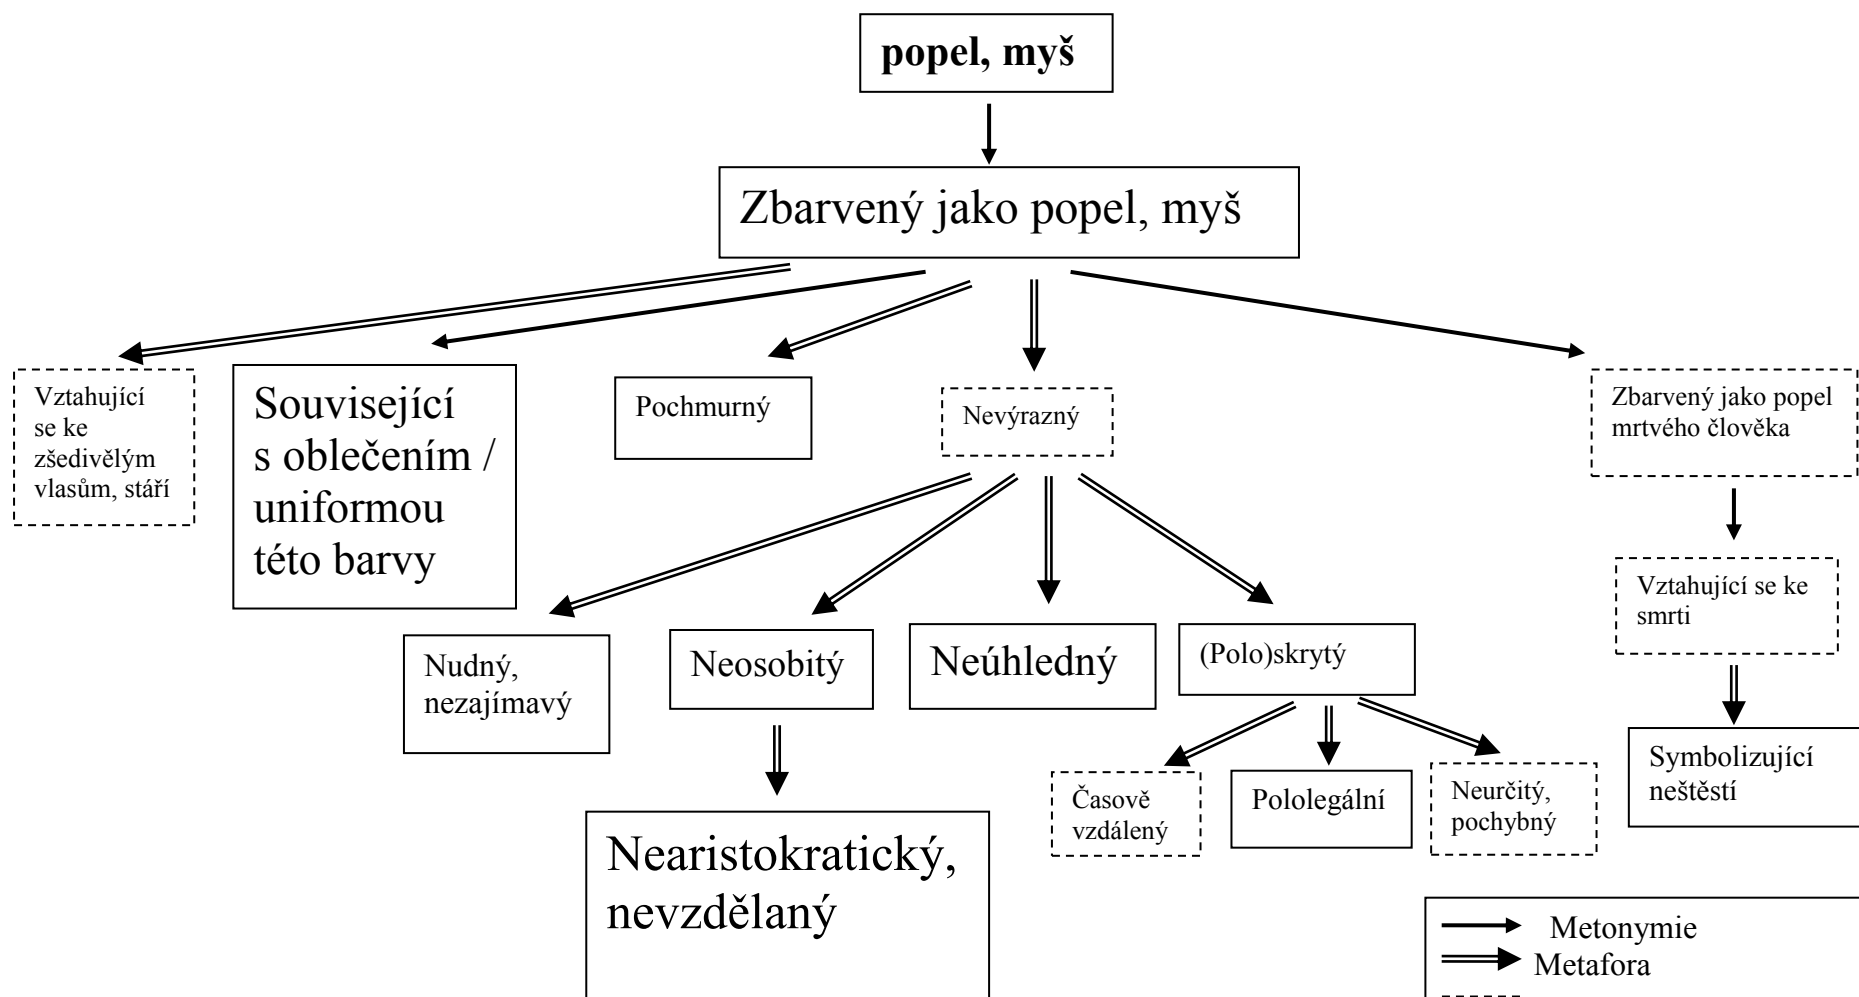 popel, myš
Zbarvený jako popel, myš
Vztahující
se ke
zšedivělým
vlasům, stáří
Související
s oblečením /
uniformou
této barvy
Pochmurný
Nevýrazný
Zbarvený jako popel
mrtvého člověka
Vztahující se ke
smrti
Nudný,
nezajímavý
Neosobitý
Neúhledný
(Polo)skrytý
Symbolizující
neštěstí
Časově
vzdálený
Pololegální
Neurčitý,
pochybný
Nearistokratický,
nevzdělaný
Metonymie
Metafora